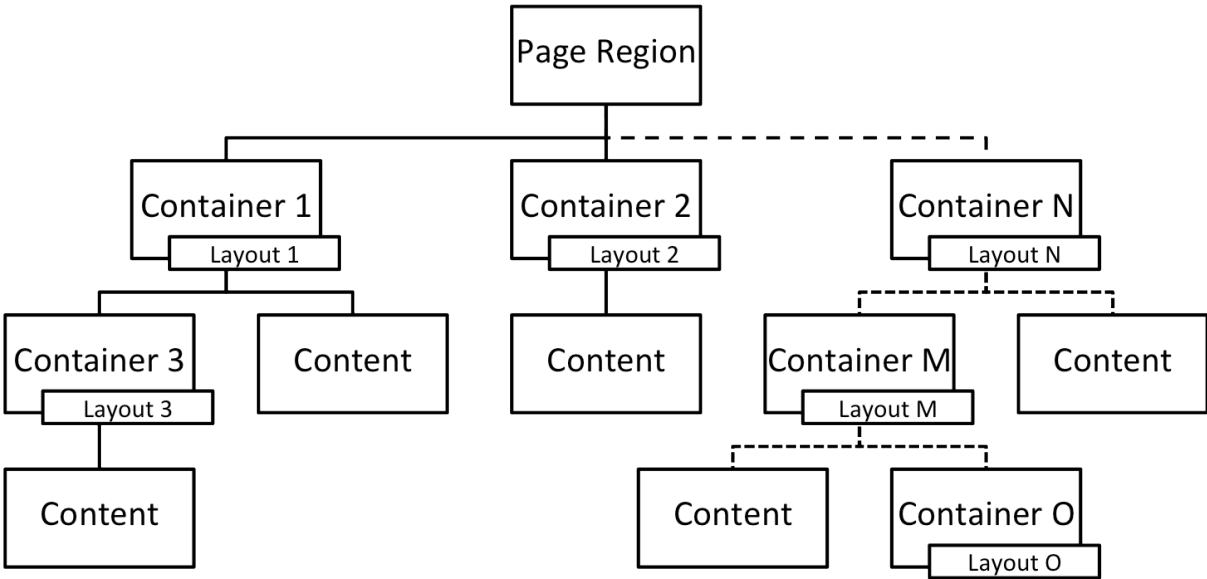 Page Region
Container 1
Layout 1
Container 2
Layout 2
Container N
Layout N
Container 3
Layout 3
Content
Content
Container M
Layout M
Content
Content
Content
Container O
Layout O